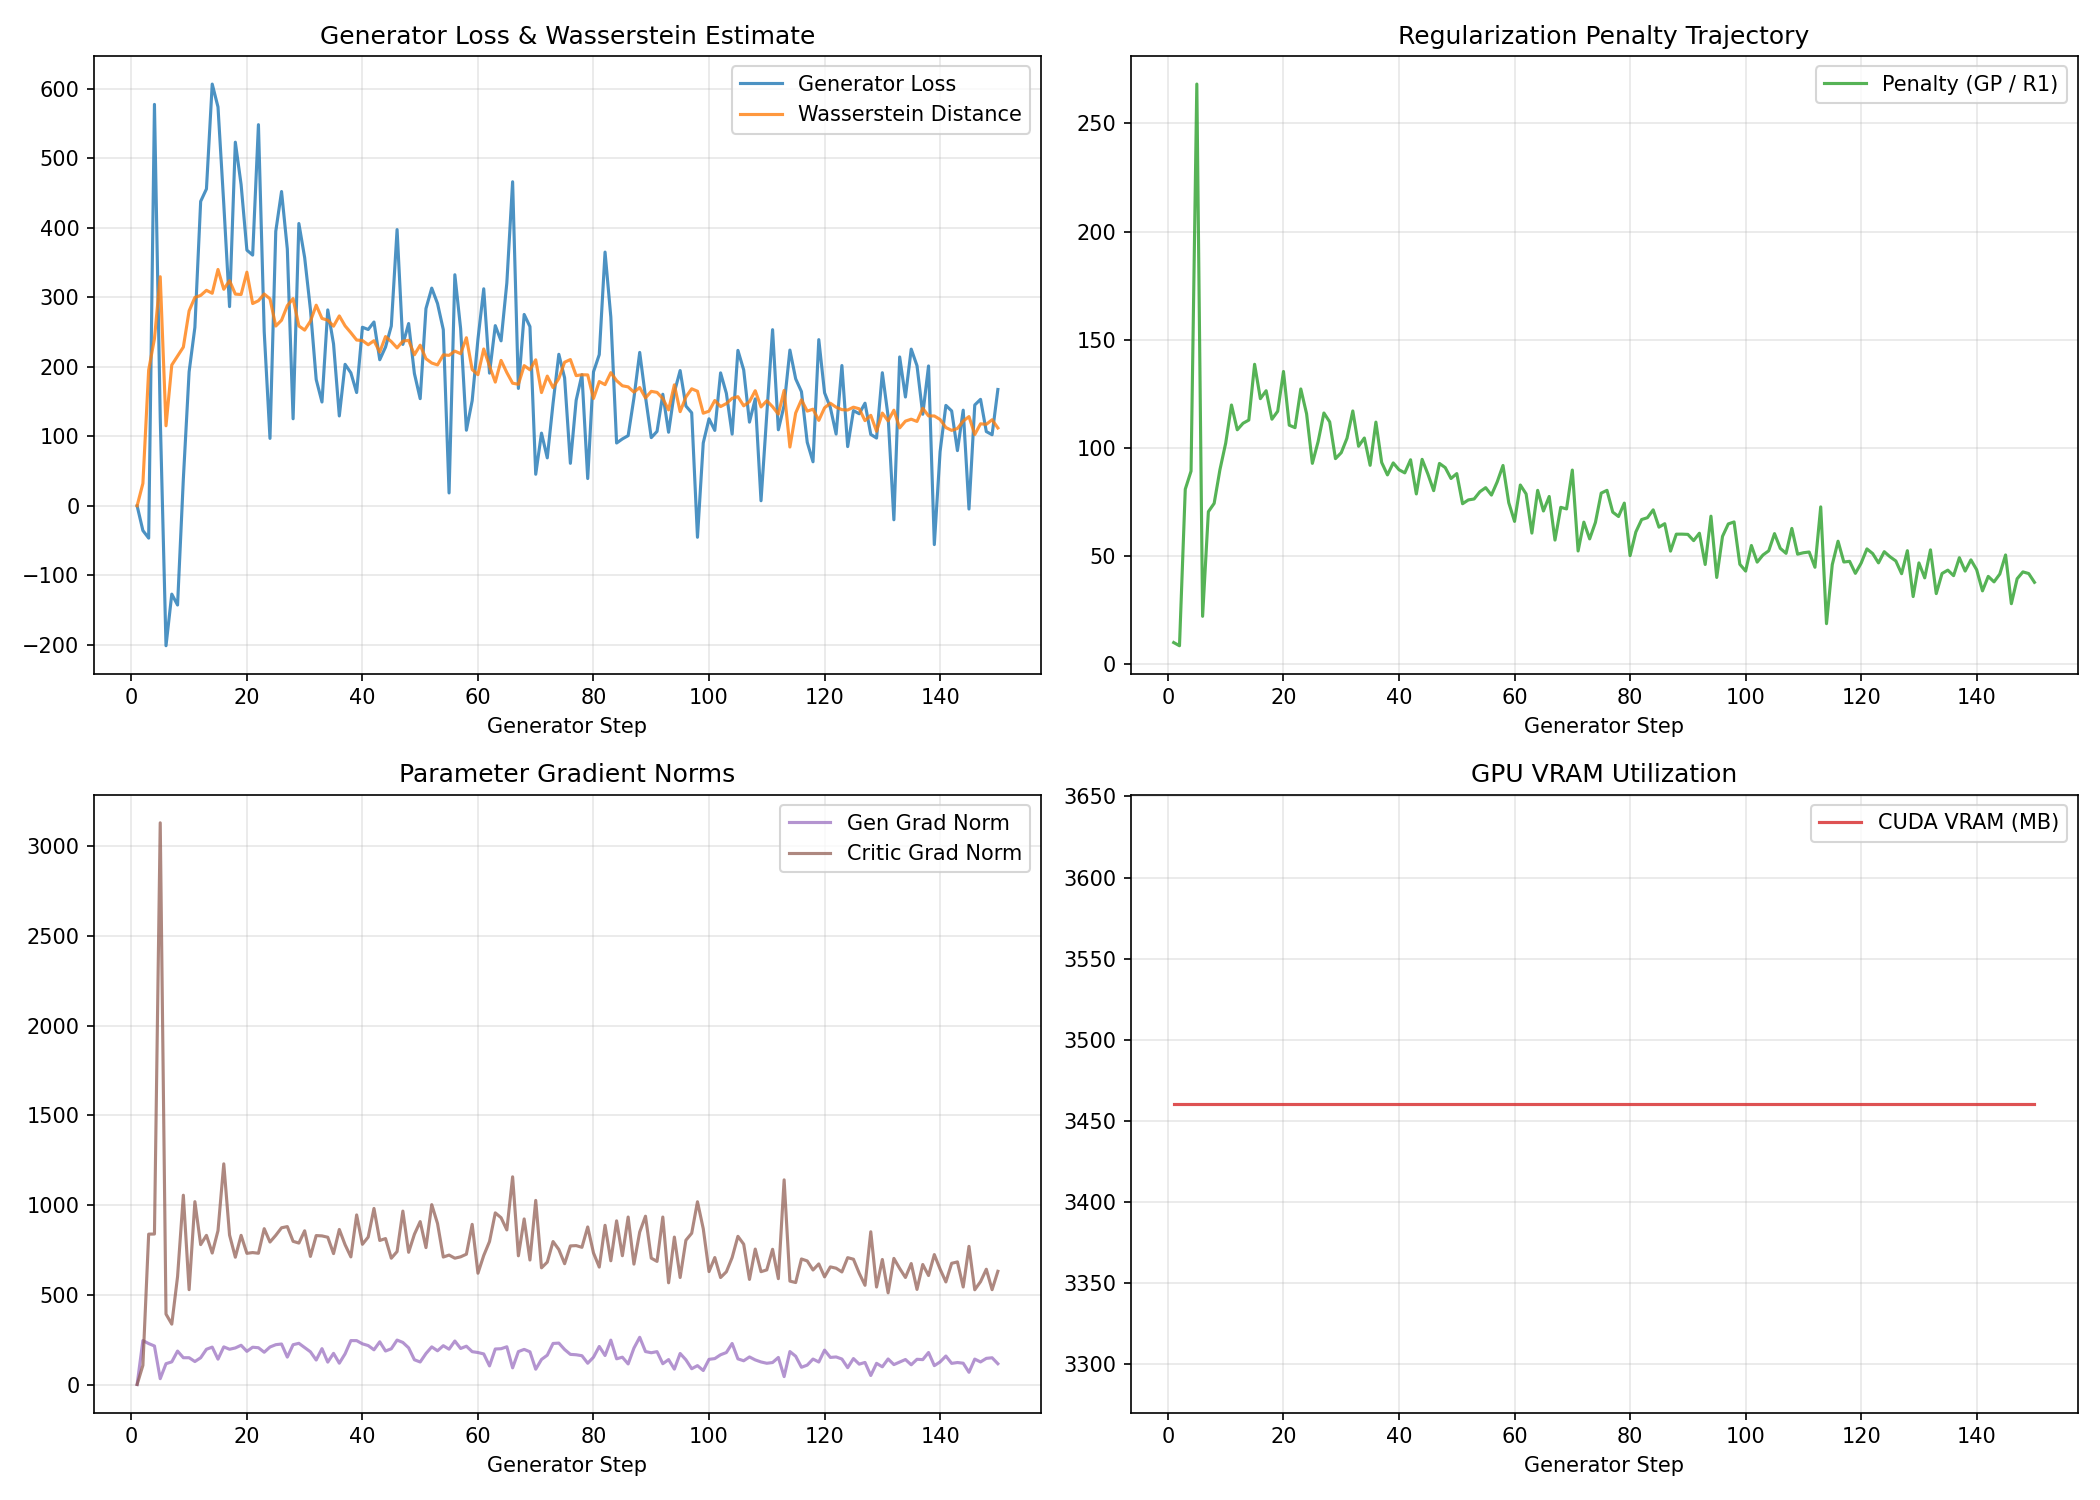 Generator Loss & Wasserstein Estimate
600
500
400
300
200
100
0
−100
−200
Generator Loss
Wasserstein Distance
0 20 40 60 80 100 120 140
Generator Step
Regularization Penalty Trajectory
250
200
150
100
50
0
Penalty (GP / R1)
0 20 40 60 80 100 120 140
Generator Step
Parameter Gradient Norms
3000
2500
2000
1500
1000
500
0
Gen Grad Norm
Critic Grad Norm
0 20 40 60 80 100 120 140
Generator Step
GPU VRAM Utilization
3650
3600
3550
3500
3450
3400
3350
3300
CUDA VRAM (MB)
0 20 40 60 80 100 120 140
Generator Step